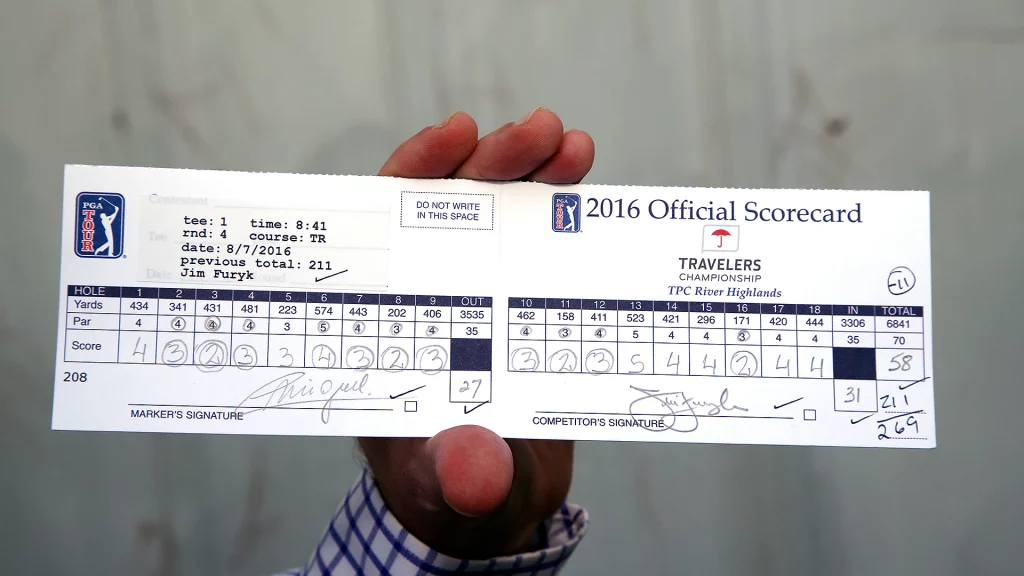 PGA
TOUR
tee: 1 time: 8:41
rnd: 4 course: TR
date: 8/7/2016
previous total: 211
Jim Furyk
DO NOT WRITE
IN THIS SPACE
HOLE 1 2 3 4 5 6 7 8 9 OUT
Yards 434 341 431 481 223 574 443 202 406 3535
Par 4 4 4 4 3 5 4 3 4 35
Score 4 3 2 3 3 4 3 2 3
27
208
MARKER'S SIGNATURE
PGA
TOUR
2016 Official Scorecard
TRAVELERS
CHAMPIONSHIP
TPC River Highlands
-11
10 11 12 13 14 15 16 17 18 IN TOTAL
462 158 411 523 421 296 171 420 444 3306 6841
4 3 4 5 4 4 3 4 4 35 70
3 2 3 5 4 4 2 4 4 58
31 211
269
Jim Furyk
COMPETITOR'S SIGNATURE